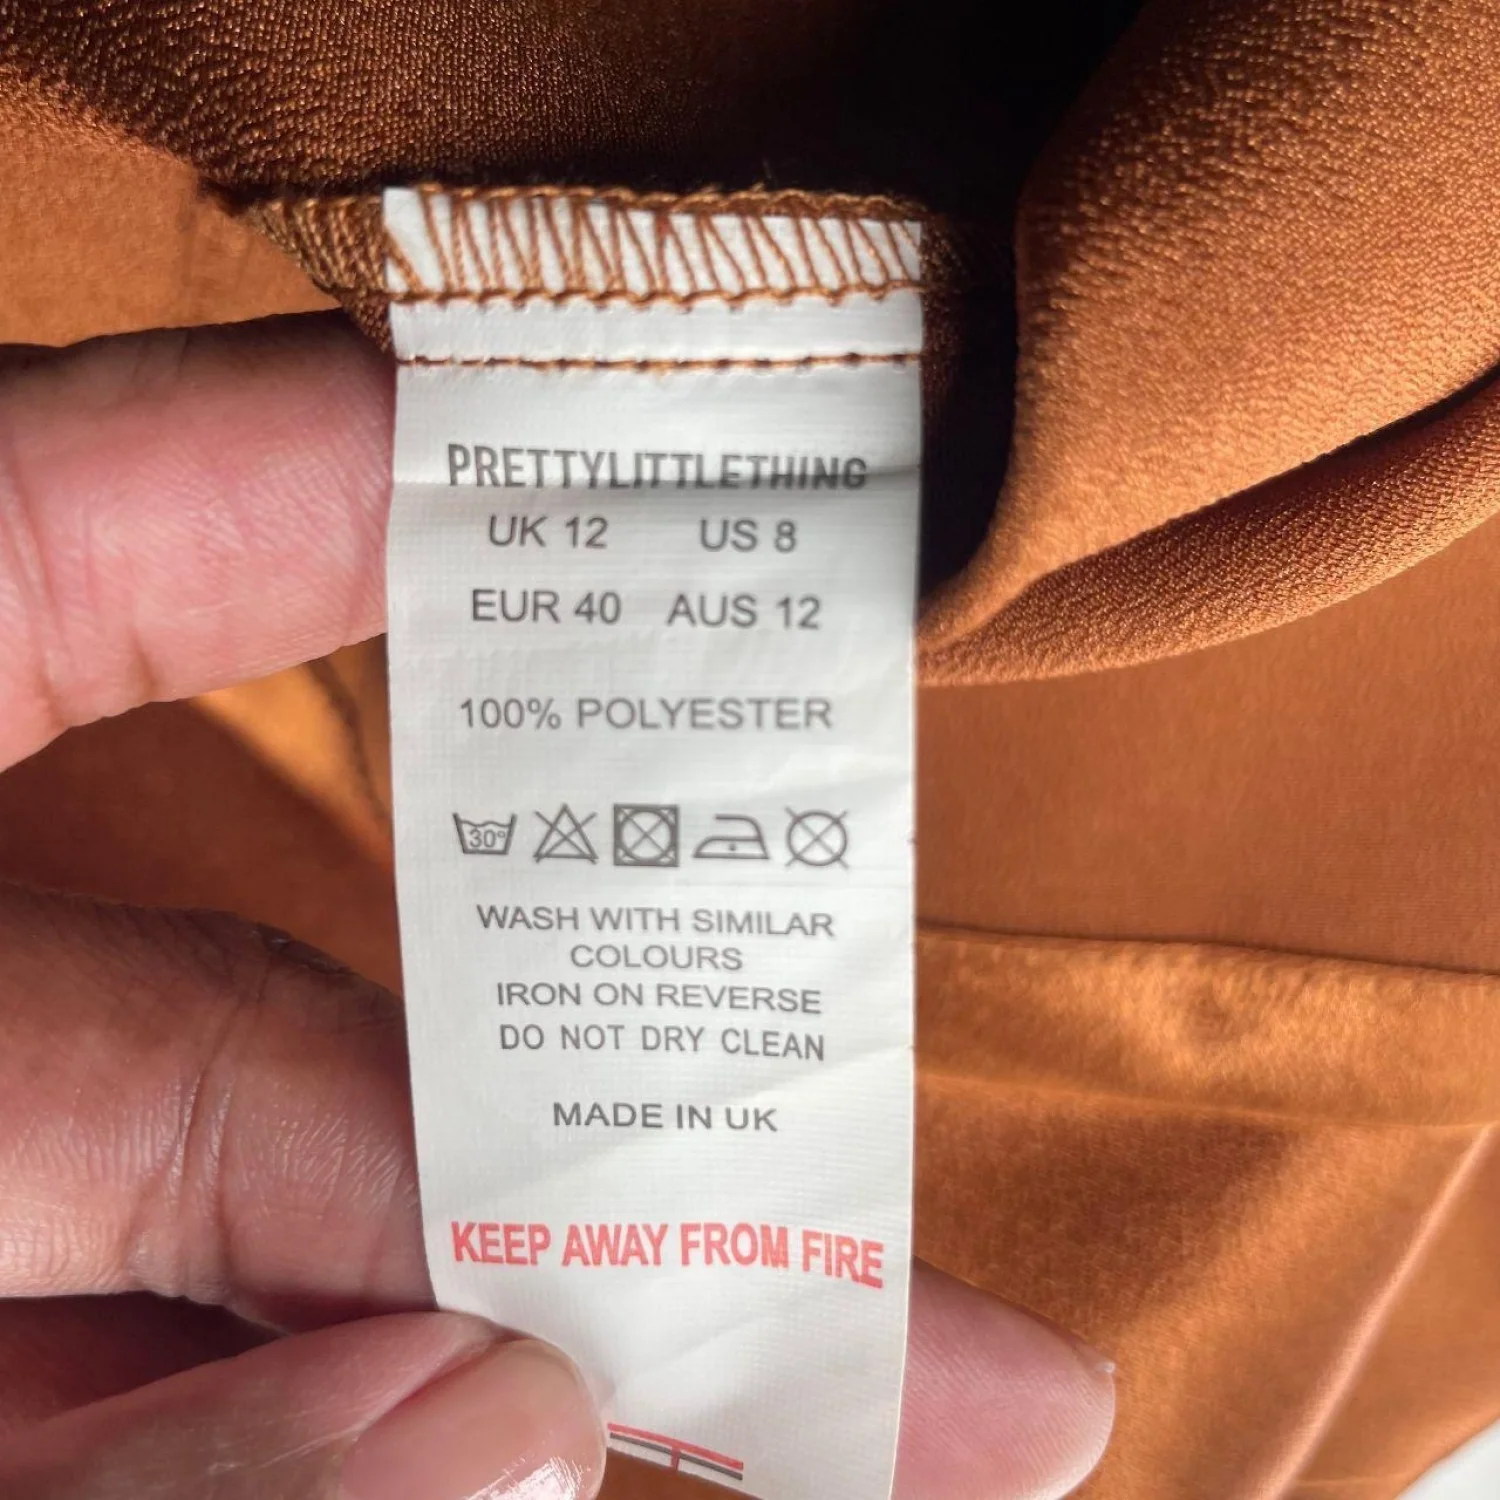 PRETTYLITTLETHING
UK 12 US 8
EUR 40 AUS 12
100% POLYESTER
30°
WASH WITH SIMILAR
COLOURS
IRON ON REVERSE
DO NOT DRY CLEAN
MADE IN UK
KEEP AWAY FROM FIRE